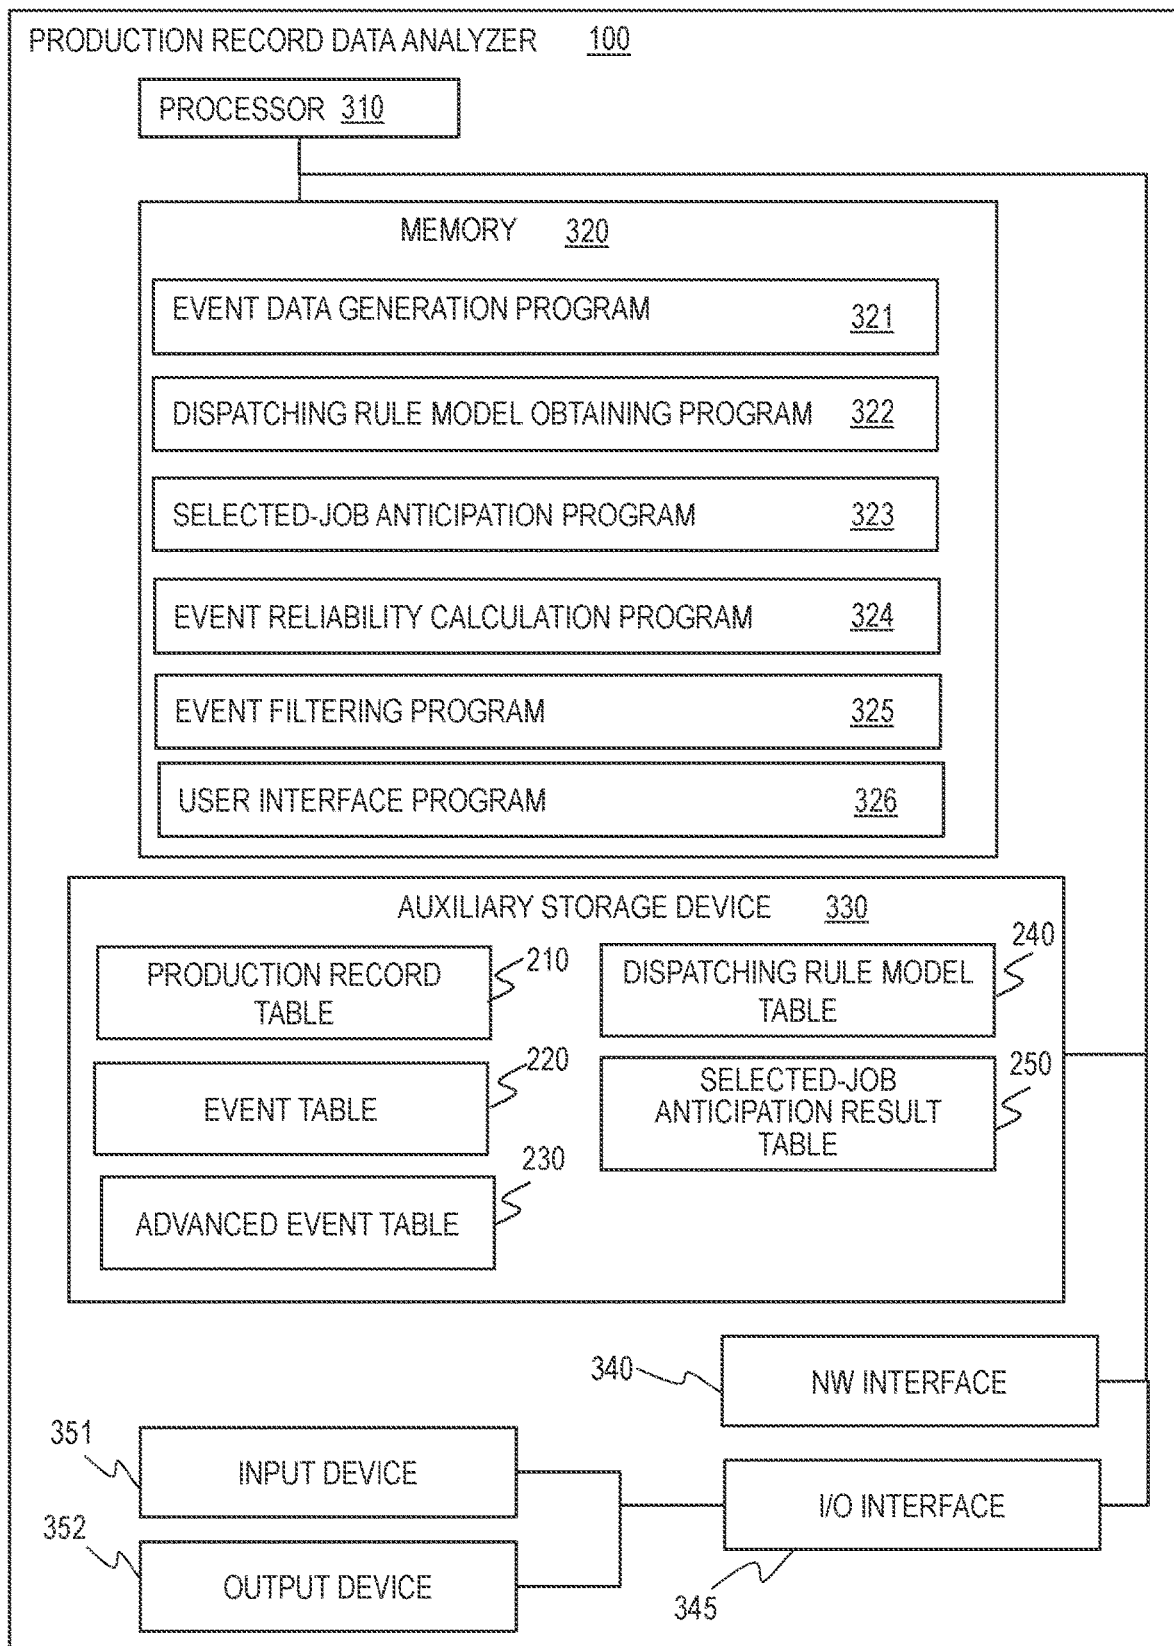 PRODUCTION RECORD DATA ANALYZER 100
PROCESSOR 310
MEMORY 320
EVENT DATA GENERATION PROGRAM 321
DISPATCHING RULE MODEL OBTAINING PROGRAM 322
SELECTED-JOB ANTICIPATION PROGRAM 323
EVENT RELIABILITY CALCULATION PROGRAM 324
EVENT FILTERING PROGRAM 325
USER INTERFACE PROGRAM 326
AUXILIARY STORAGE DEVICE 330
PRODUCTION RECORD
TABLE
210
DISPATCHING RULE MODEL
TABLE
240
EVENT TABLE
220
SELECTED-JOB
ANTICIPATION RESULT
TABLE
250
ADVANCED EVENT TABLE
230
340
NW INTERFACE
351
INPUT DEVICE
I/O INTERFACE
345
352
OUTPUT DEVICE